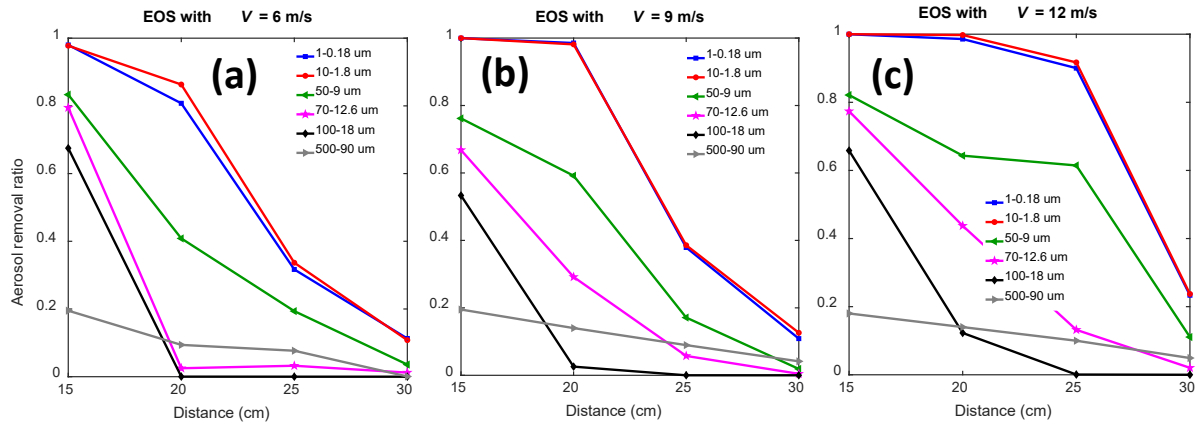 EOS with V = 6 m/s
(a)
1-0.18 um
10-1.8 um
50-9 um
70-12.6 um
100-18 um
500-90 um
1
0.8
0.6
0.4
0.2
0
Aerosol removal ratio
15 20 25 30
Distance (cm)
EOS with V = 9 m/s
(b)
1-0.18 um
10-1.8 um
50-9 um
70-12.6 um
100-18 um
500-90 um
1
0.8
0.6
0.4
0.2
0
15 20 25 30
Distance (cm)
EOS with V = 12 m/s
(c)
1-0.18 um
10-1.8 um
50-9 um
70-12.6 um
100-18 um
500-90 um
1
0.8
0.6
0.4
0.2
0
15 20 25 30
Distance (cm)